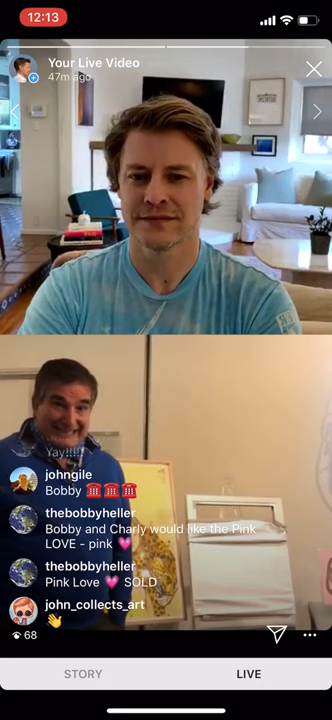 12:13
Your Live Video
47m ago
Yay!!!!!
johngile
Bobby ☎️☎️☎️
thebobbyheller
Bobby and Charly would like the Pink
LOVE - pink 💗
thebobbyheller
Pink Love 💗 SOLD
john_collects_art
👋
68
STORY LIVE